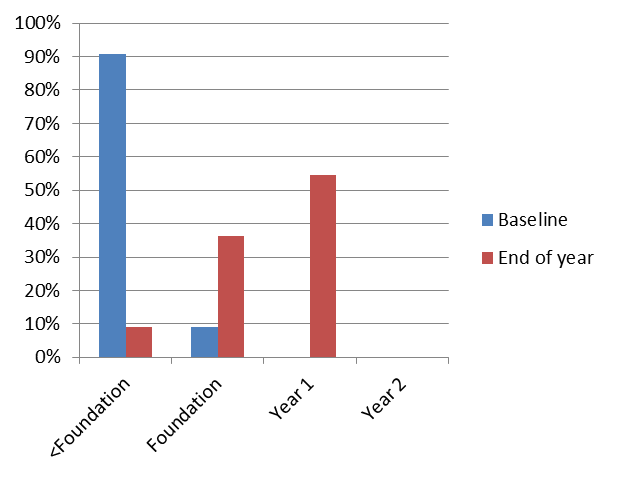 100%
90%
80%
70%
60%
50%
40%
30%
20%
10%
0%
<Foundation
Foundation
Year 1
Year 2
Baseline
End of year